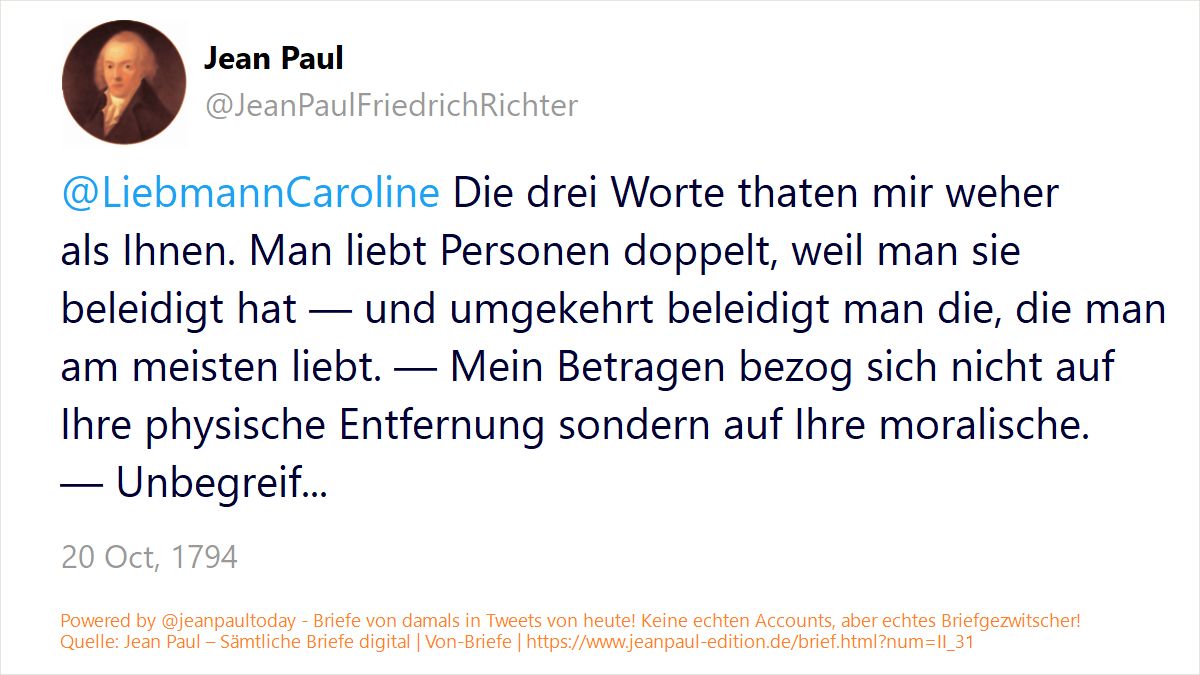 Jean Paul
@JeanPaulFriedrichRichter
@LiebmannCaroline Die drei Worte thaten mir weher
als Ihnen. Man liebt Personen doppelt, weil man sie
beleidigt hat — und umgekehrt beleidigt man die, die man
am meisten liebt. — Mein Betragen bezog sich nicht auf
Ihre physische Entfernung sondern auf Ihre moralische.
— Unbegreif...
20 Oct, 1794
Powered by @jeanpaultoday - Briefe von damals in Tweets von heute! Keine echten Accounts, aber echtes Briefgezwitscher!
Quelle: Jean Paul – Sämtliche Briefe digital | Von-Briefe | https://www.jeanpaul-edition.de/brief.html?num=II_31